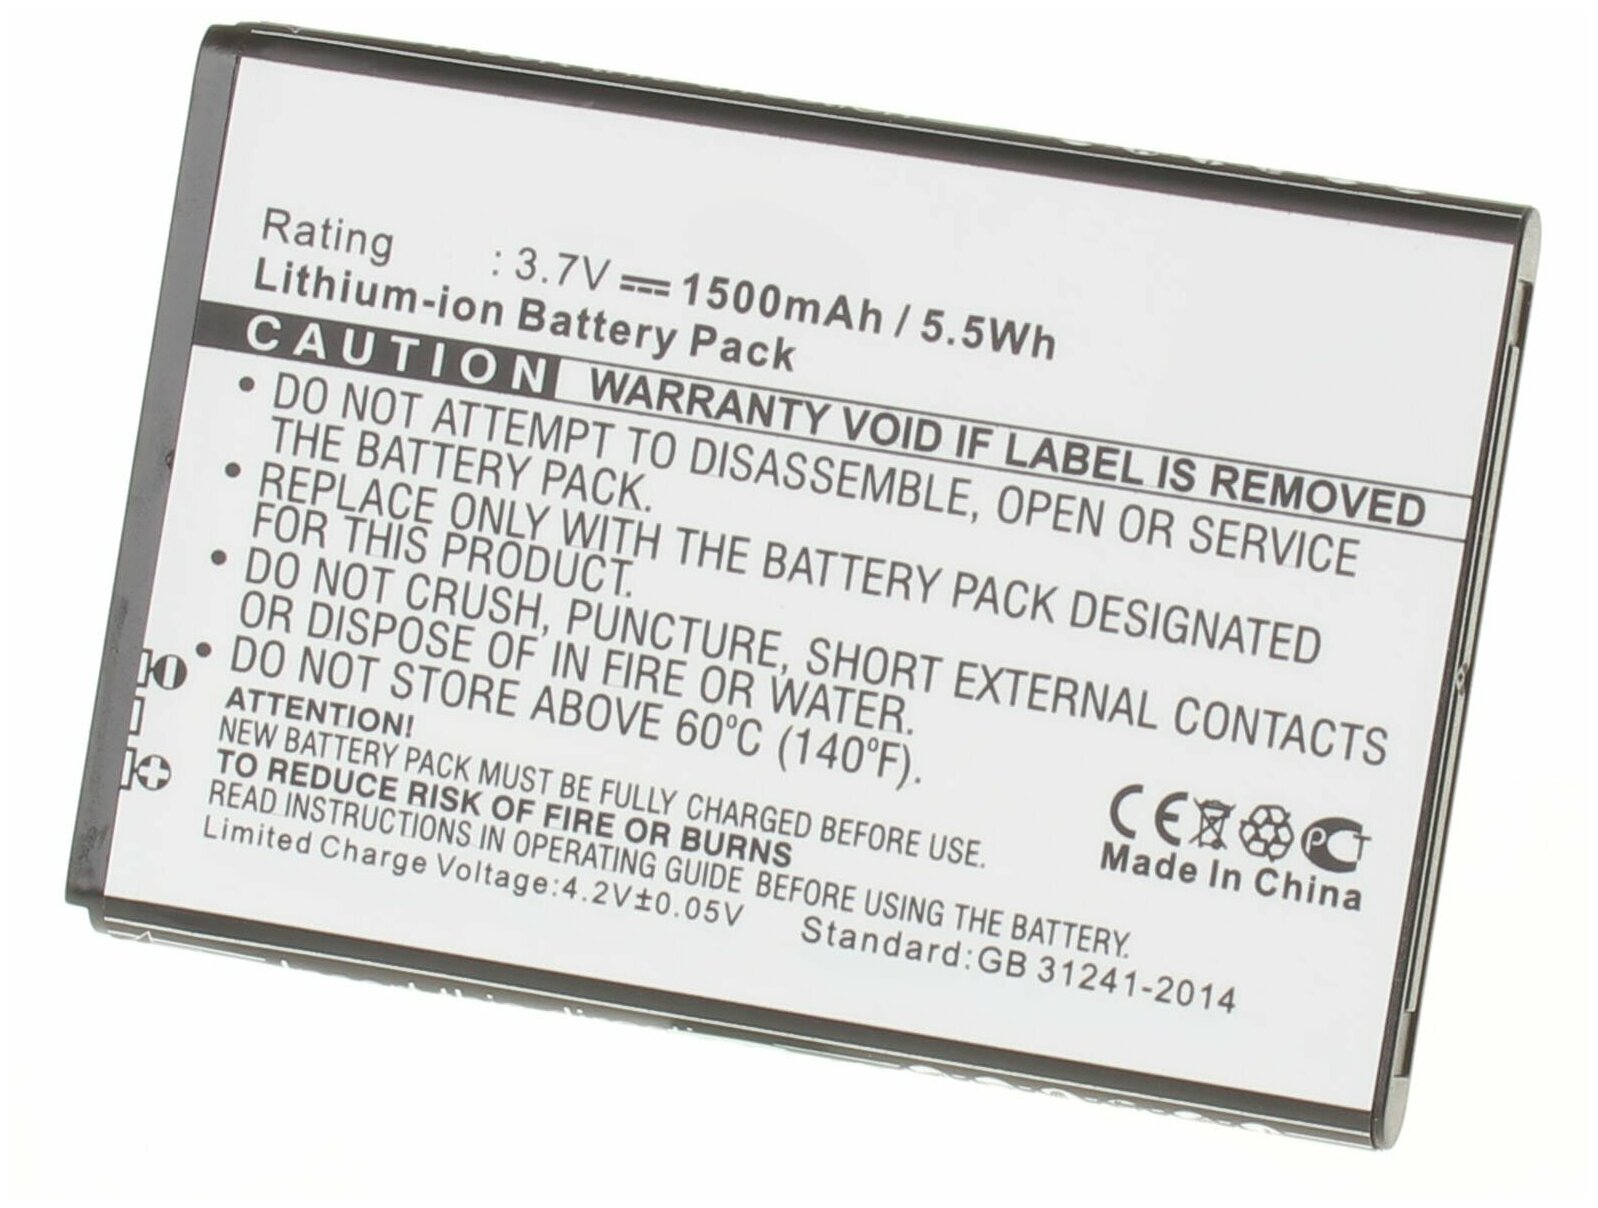 Rating : 3.7V 1500mAh / 5.5Wh
Lithium-ion Battery Pack
CAUTION WARRANTY VOID IF LABEL IS REMOVED
• DO NOT ATTEMPT TO DISASSEMBLE, OPEN OR SERVICE
THE BATTERY PACK.
• REPLACE ONLY WITH THE BATTERY PACK DESIGNATED
FOR THIS PRODUCT.
• DO NOT CRUSH, PUNCTURE, SHORT EXTERNAL CONTACTS
OR DISPOSE OF IN FIRE OR WATER.
• DO NOT STORE ABOVE 60°C (140°F).
ATTENTION!
NEW BATTERY PACK MUST BE FULLY CHARGED BEFORE USE.
TO REDUCE RISK OF FIRE OR BURNS
READ INSTRUCTIONS IN OPERATING GUIDE BEFORE USING THE BATTERY.
Limited Charge Voltage:4.2V±0.05V Standard:GB 31241-2014
CE PCT
Made In China